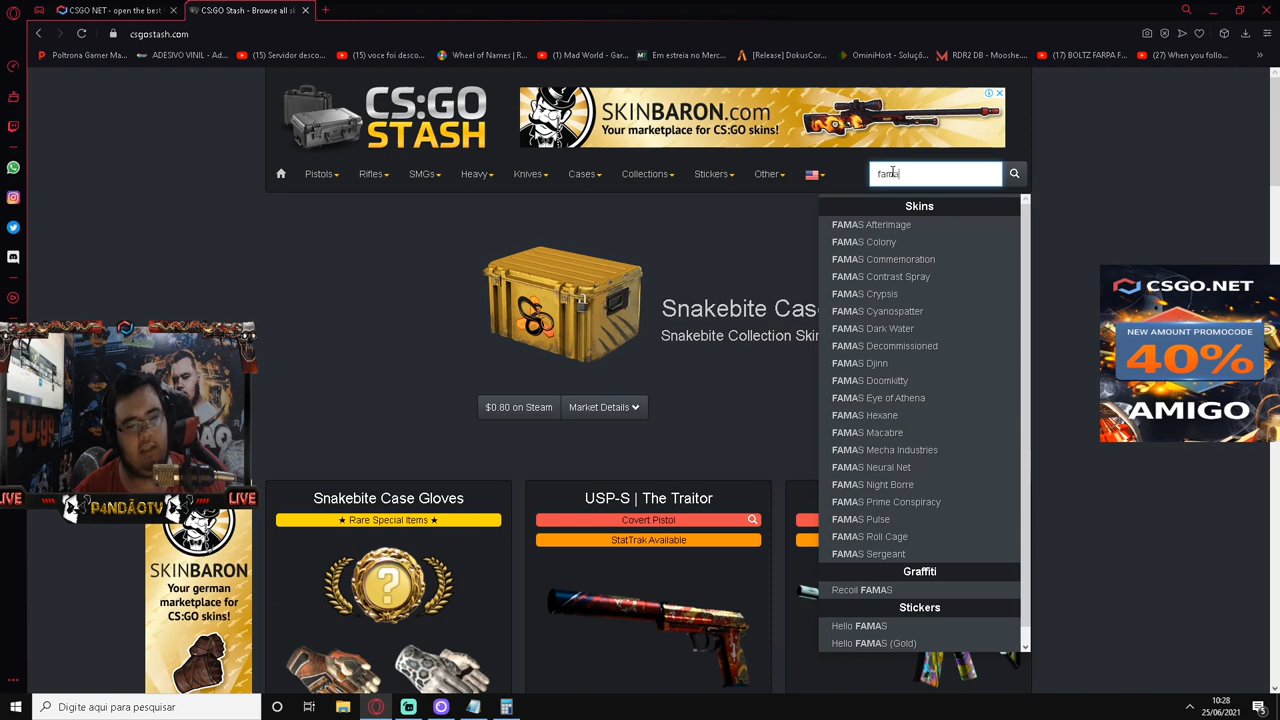 CSGO NET - open the best
CS:GO Stash - Browse all s
csgostash.com
Poltrona Gamer Ma...
ADESIVO VINIL - Ad...
(15) Servidor desco...
(15) voce foi desco...
Wheel of Names | R...
(1) Mad World - Gar...
Em estreia no Merc...
[Release] DokusCor...
OminiHost - Soluçõ...
RDR2 DB - Mooshe...
(17) BOLTZ FARPA F...
(27) When you follo...
CS:GO
STASH
SKINBARON.com
Your marketplace for CS:GO skins!
Pistols
Rifles
SMGs
Heavy
Knives
Cases
Collections
Stickers
Other
fama
Skins
FAMAS Afterimage
FAMAS Colony
FAMAS Commemoration
FAMAS Contrast Spray
FAMAS Crypsis
FAMAS Cyanospatter
FAMAS Dark Water
FAMAS Decommissioned
FAMAS Djinn
FAMAS Doomkitty
FAMAS Eye of Athena
FAMAS Hexane
FAMAS Macabre
FAMAS Mecha Industries
FAMAS Neural Net
FAMAS Night Borre
FAMAS Prime Conspiracy
FAMAS Pulse
FAMAS Roll Cage
FAMAS Sergeant
Graffiti
Recoil FAMAS
Stickers
Hello FAMAS
Hello FAMAS (Gold)
Snakebite Cas
Snakebite Collection Skin
$0.80 on Steam
Market Details
CSGO.NET
NEW AMOUNT PROMOCODE
40%
AMIGO
LIVE
P4NDÃOTV
LIVE
Snakebite Case Gloves
★ Rare Special Items ★
USP-S | The Traitor
Covert Pistol
StatTrak Available
SKINBARON
Your german
marketplace for
CS:GO skins!
Digite aqui para pesquisar
10:28
25/06/2021
5